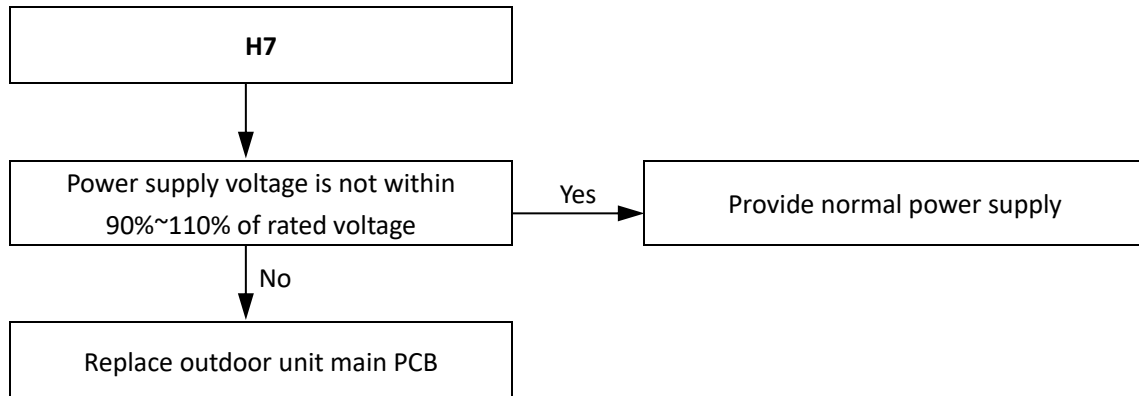 H7
Power supply voltage is not within
90%~110% of rated voltage
Yes
Provide normal power supply
No
Replace outdoor unit main PCB